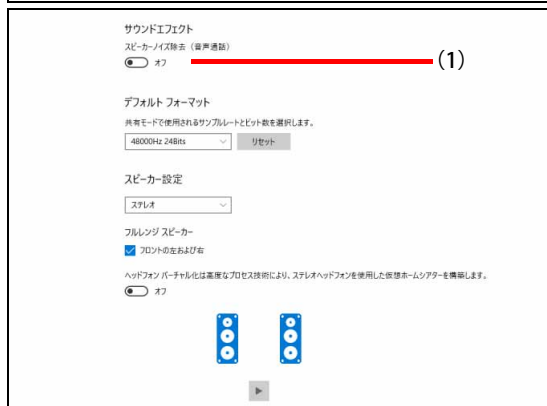 サウンドエフェクト
スピーカーノイズ除去（音声通話）
オフ
(1)
デフォルト フォーマット
共有モードで使用されるサンプルレートとビット数を選択します。
48000Hz 24Bits
リセット
スピーカー設定
ステレオ
フルレンジ スピーカー
フロントの左および右
ヘッドフォン バーチャル化は高度なプロセス技術により、ステレオヘッドフォンを使用した仮想ホームシアターを構築します。
オフ